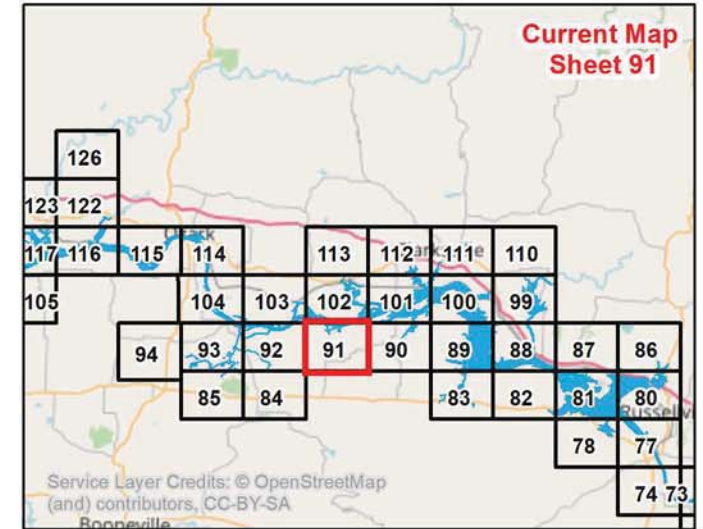 Current Map
Sheet 91
126
123 122
117 116 115 114 113 112 111 110
105 104 103 102 101 100 99
94 93 92 91 90 89 88 87 86
85 84 83 82 81 80
Russellv
78 77
74 73
Service Layer Credits: © OpenStreetMap
(and) contributors, CC-BY-SA
Booneville